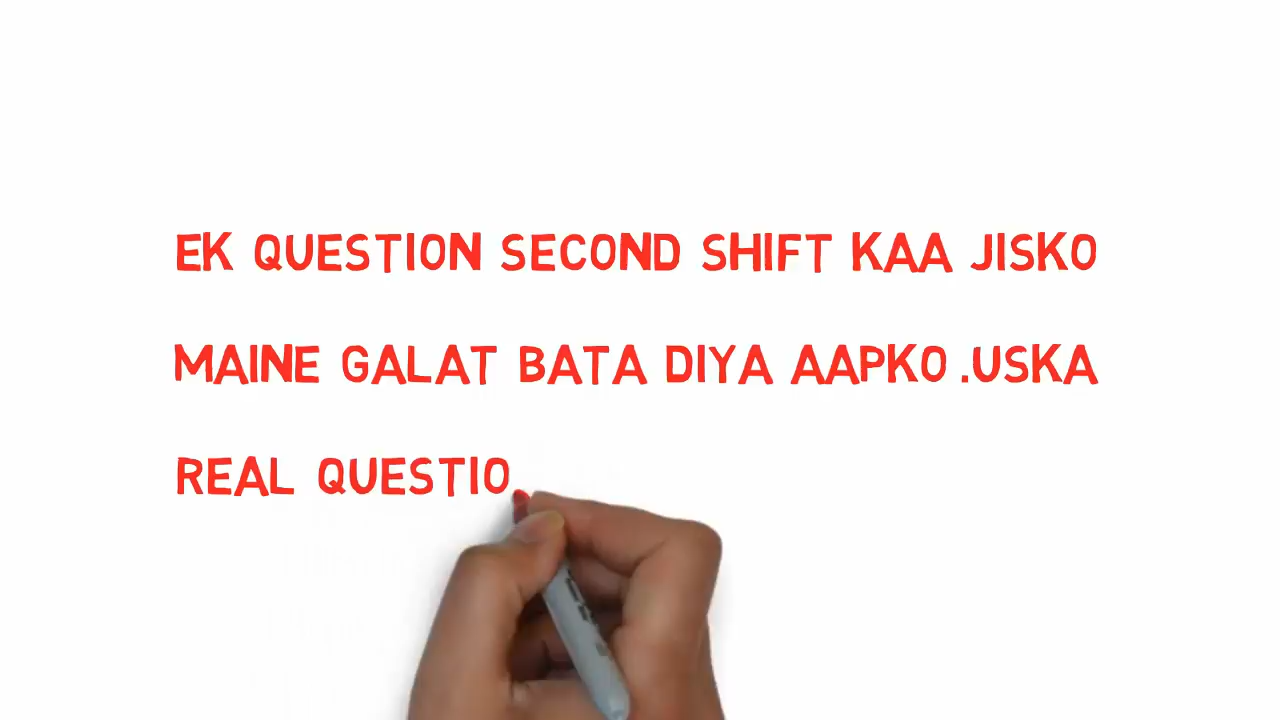 EK QUESTION SECOND SHIFT KAA JISKO
MAINE GALAT BATA DIYA AAPKO .USKA
REAL QUESTIO